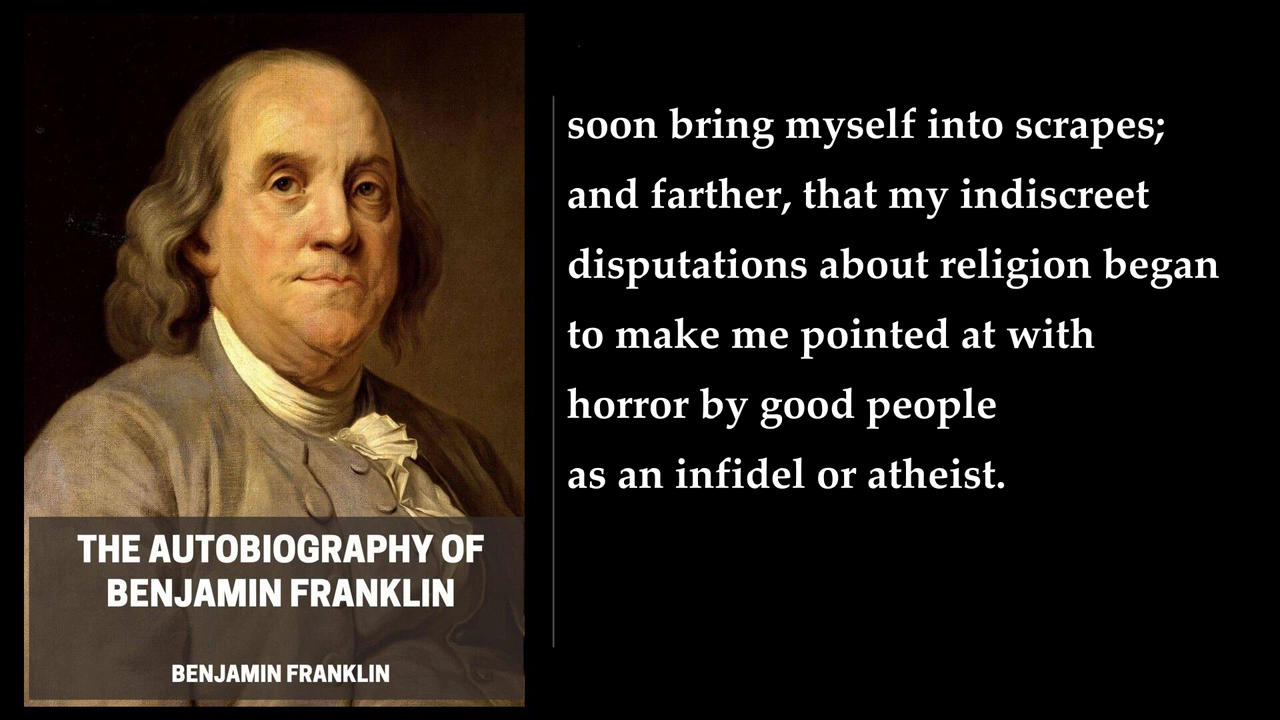 THE AUTOBIOGRAPHY OF
BENJAMIN FRANKLIN
BENJAMIN FRANKLIN
soon bring myself into scrapes;
and farther, that my indiscreet
disputations about religion began
to make me pointed at with
horror by good people
as an infidel or atheist.